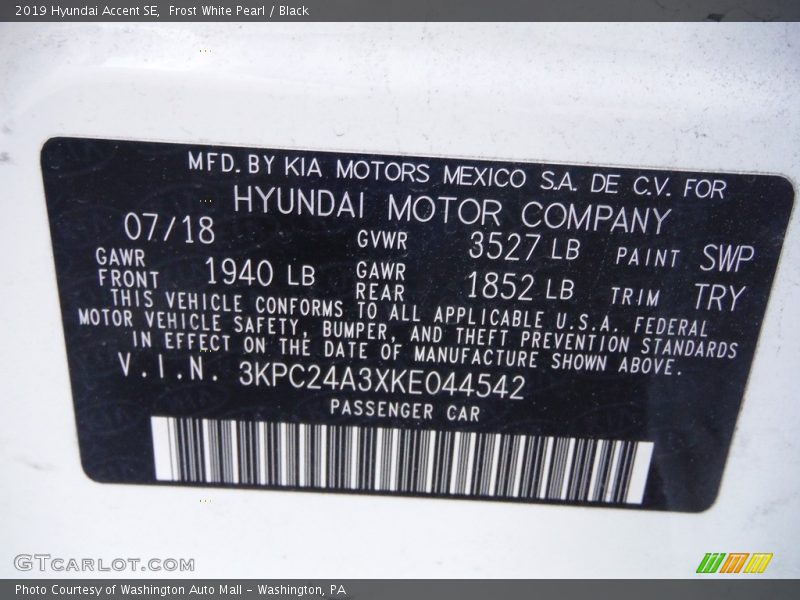 2019 Hyundai Accent SE,  Frost White Pearl / Black
MFD. BY KIA MOTORS MEXICO S.A. DE C.V. FOR
HYUNDAI MOTOR COMPANY
07/18 GVWR 3527 LB PAINT SWP
GAWR FRONT 1940 LB GAWR REAR 1852 LB TRIM TRY
THIS VEHICLE CONFORMS TO ALL APPLICABLE U.S.A. FEDERAL
MOTOR VEHICLE SAFETY, BUMPER, AND THEFT PREVENTION STANDARDS
IN EFFECT ON THE DATE OF MANUFACTURE SHOWN ABOVE.
V.I.N. 3KPC24A3XKE044542
PASSENGER CAR
GTcarlot.com
Photo Courtesy of Washington Auto Mall - Washington, PA